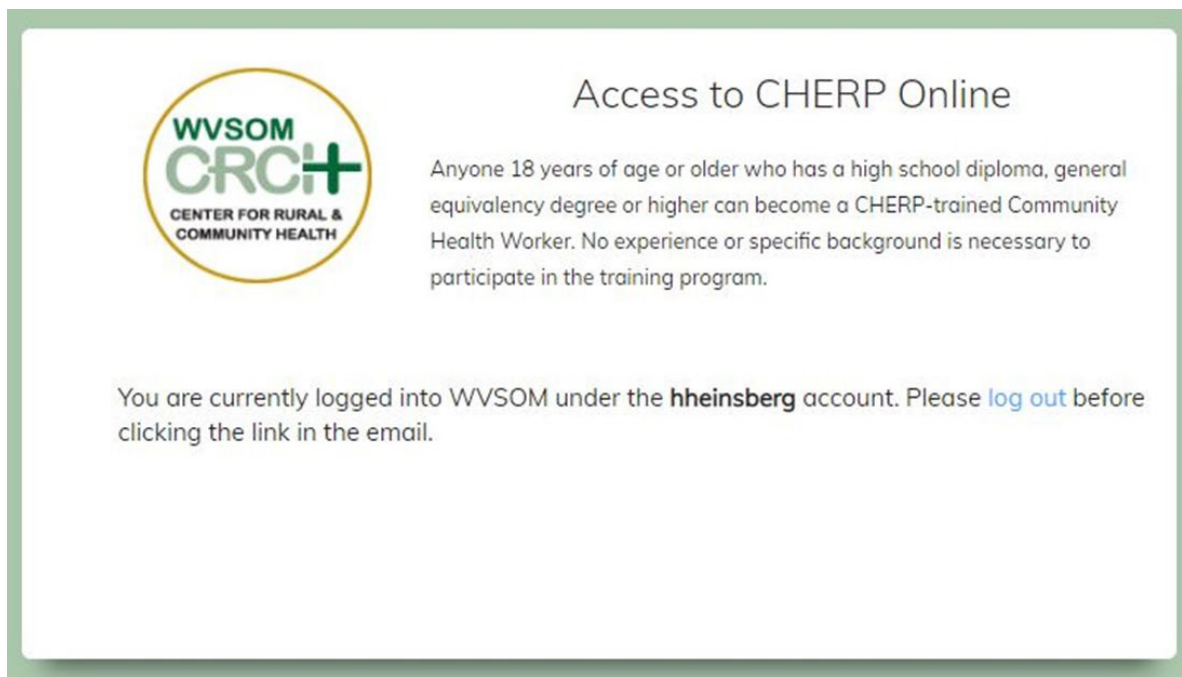 WVSOM
CRCH
CENTER FOR RURAL &
COMMUNITY HEALTH
Access to CHERP Online
Anyone 18 years of age or older who has a high school diploma, general
equivalency degree or higher can become a CHERP-trained Community
Health Worker. No experience or specific background is necessary to
participate in the training program.
You are currently logged into WVSOM under the hheinsberg account. Please log out before
clicking the link in the email.